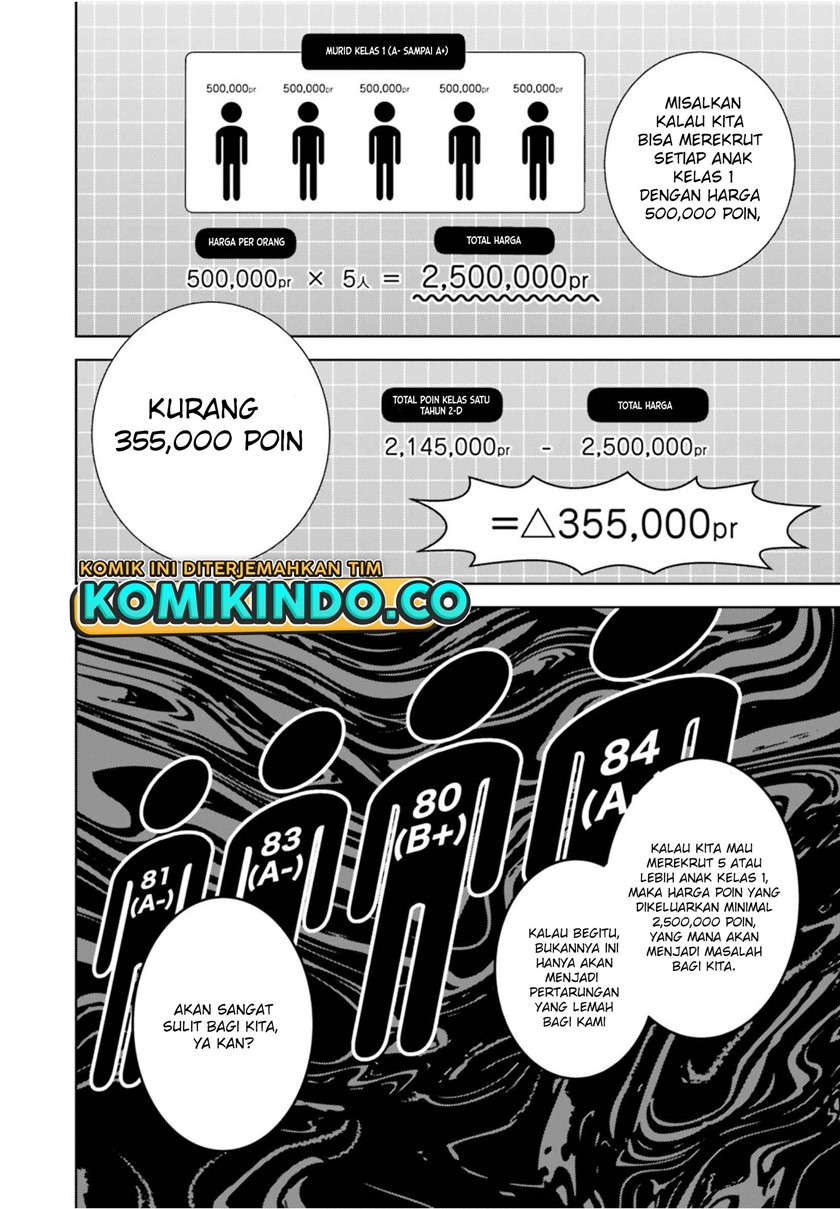 MURID KELAS 1 (A- SAMPAI A+)
500,000pr 500,000pr 500,000pr 500,000pr 500,000pr
MISALKAN
KALAU KITA
BISA MEREKRUT
SETIAP ANAK
KELAS 1
DENGAN HARGA
500,000 POIN,
HARGA PER ORANG
TOTAL HARGA
500,000pr × 5人 = 2,500,000pr
KURANG
355,000 POIN
TOTAL POIN KELAS SATU
TAHUN 2-D
TOTAL HARGA
2,145,000pr - 2,500,000pr
=△355,000pr
KOMIK INI DITERJEMAHKAN TIM
KOMIKINDO.CO
84
(A-)
80
(B+)
83
(A-)
81
(A-)
KALAU KITA MAU
MEREKRUT 5 ATAU
LEBIH ANAK KELAS 1,
MAKA HARGA POIN YANG
DIKELUARKAN MINIMAL
2,500,000 POIN,
YANG MANA AKAN
MENJADI MASALAH
BAGI KITA.
KALAU BEGITU,
BUKANNYA INI
HANYA AKAN
MENJADI
PERTARUNGAN
YANG LEMAH
BAGI KAMI
AKAN SANGAT
SULIT BAGI KITA,
YA KAN?